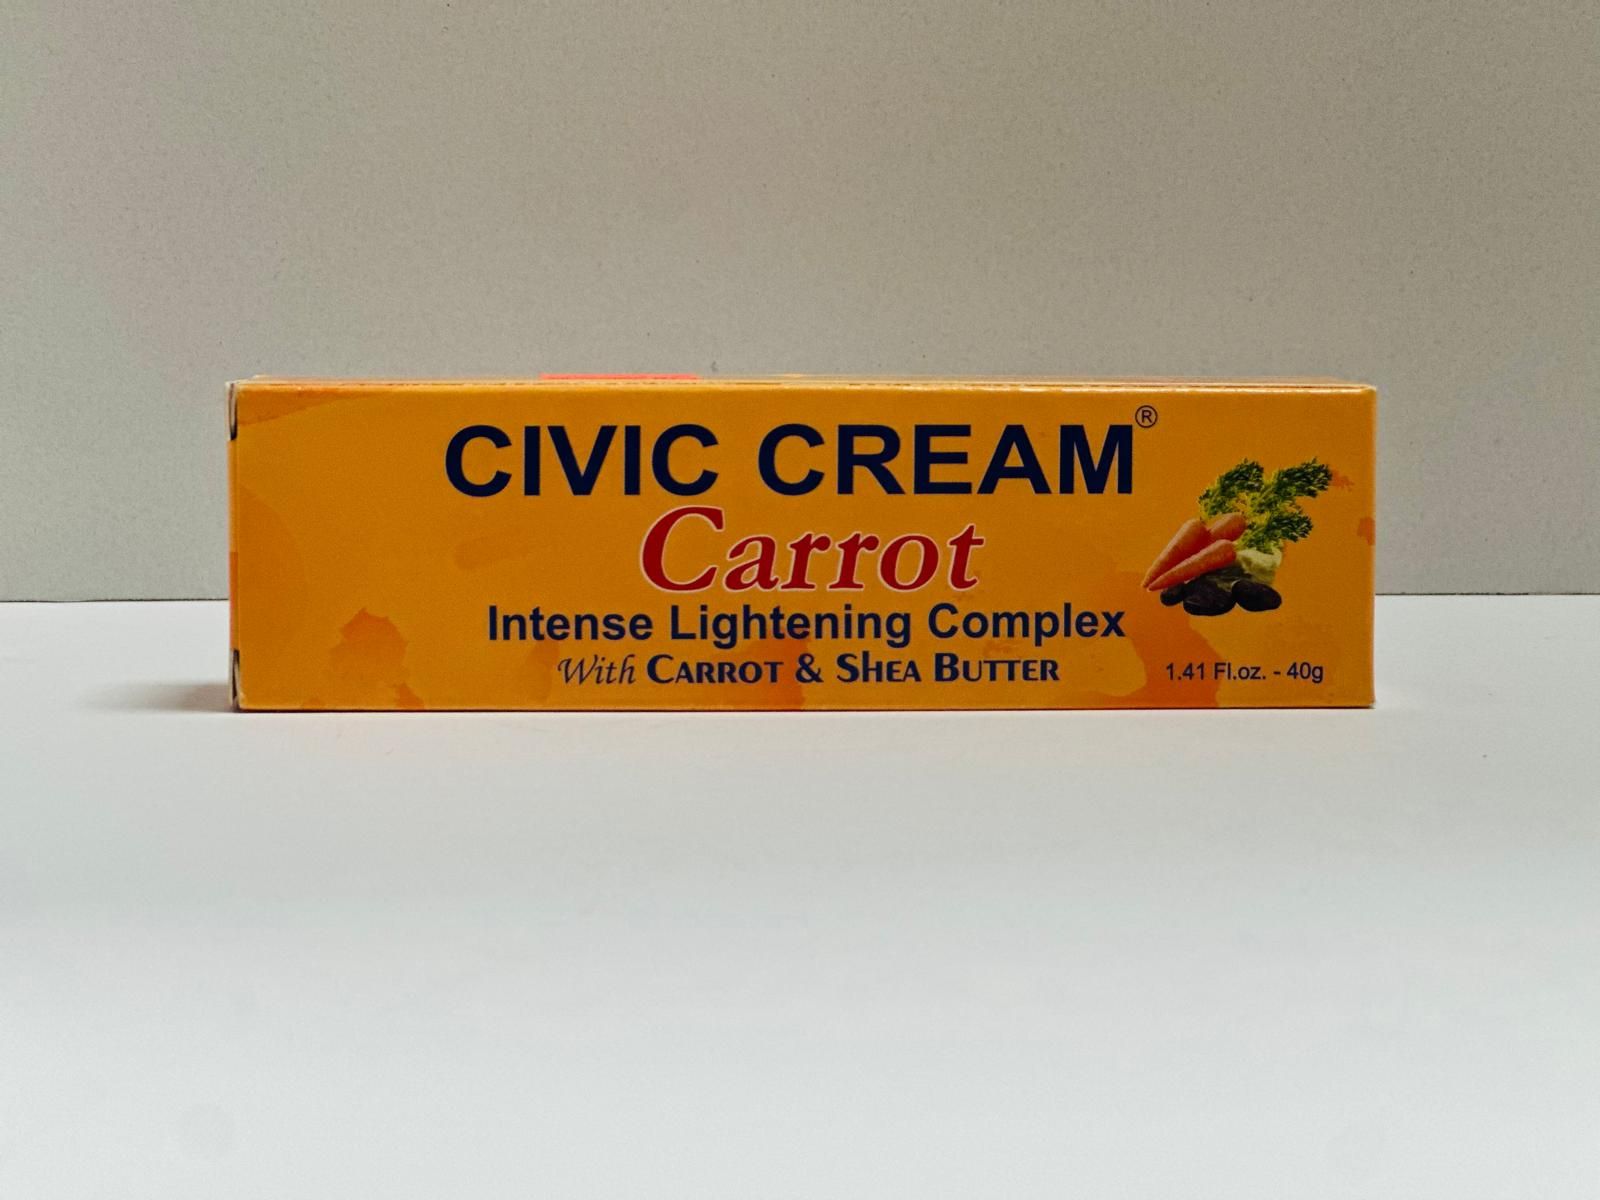 CIVIC CREAM®
Carrot
Intense Lightening Complex
With CARROT & SHEA BUTTER
1.41 Fl.oz. - 40g